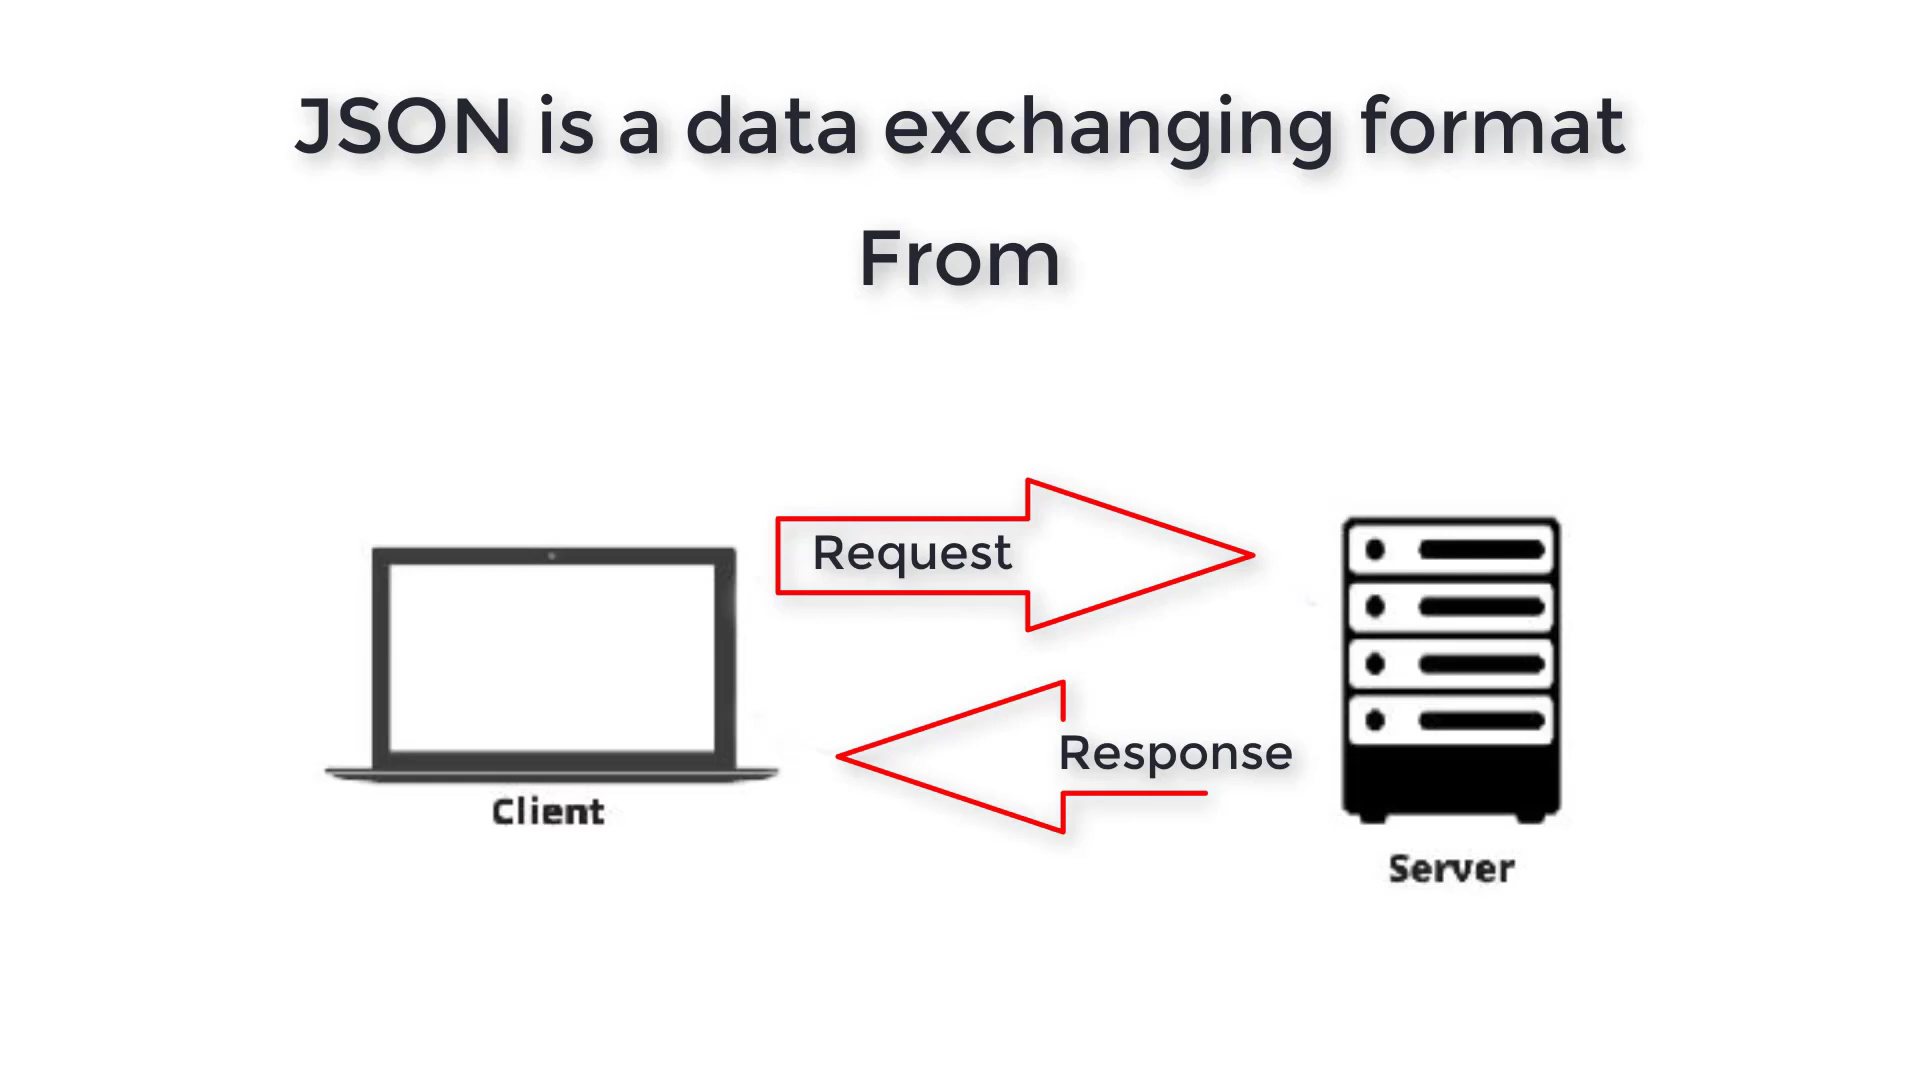 JSON is a data exchanging format
From
Request
Response
Client
Server